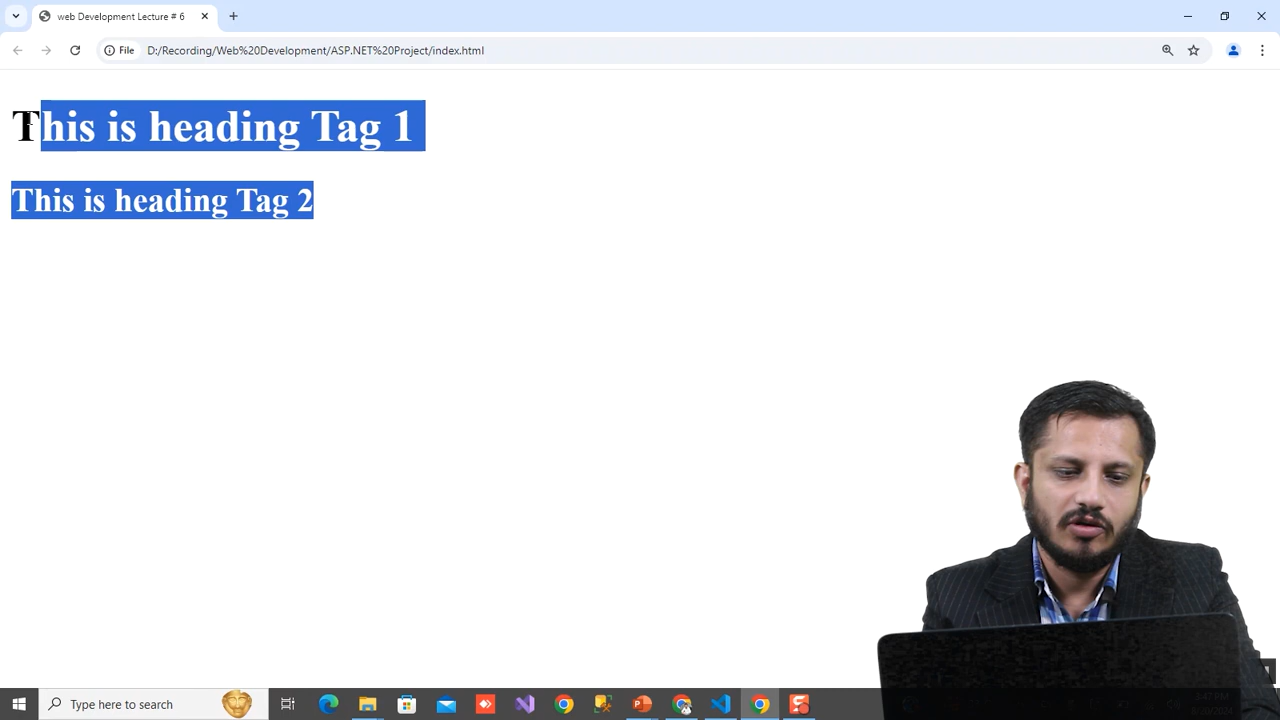 web Development Lecture # 6
File
D:/Recording/Web%20Development/ASP.NET%20Project/index.html
This is heading Tag 1
This is heading Tag 2
Type here to search